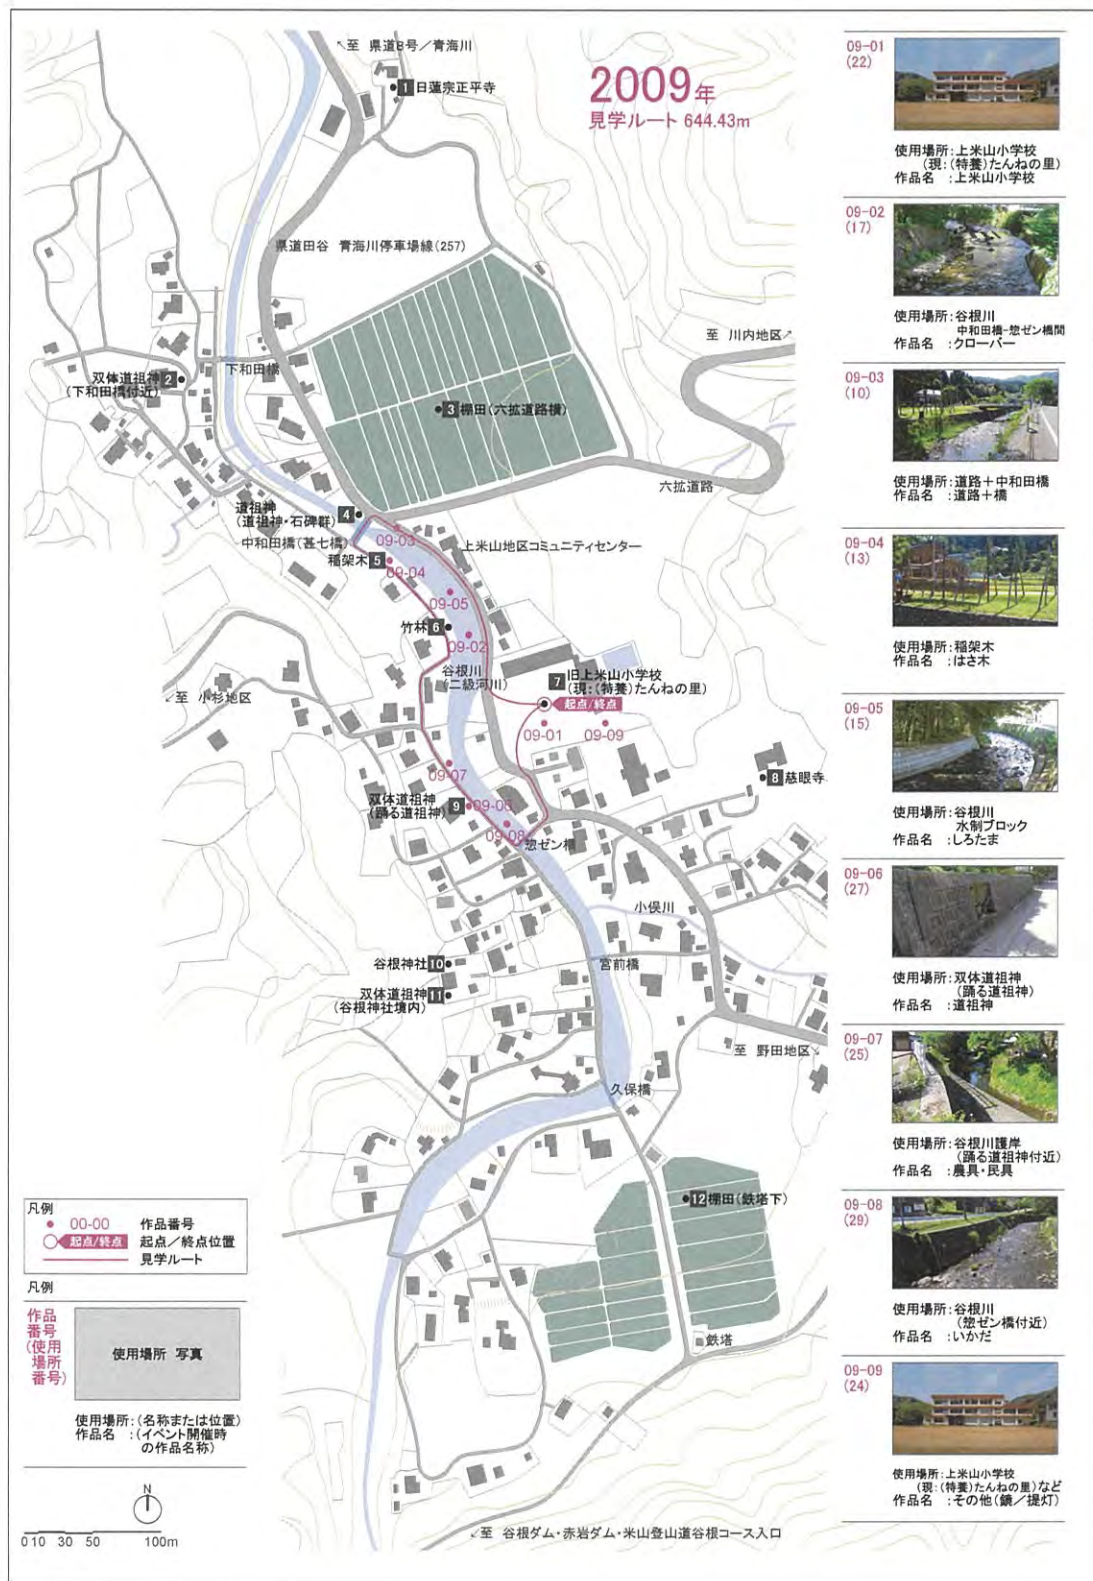 2009年
見学ルート 644.43m
↖至 県道8号/青海川
1 日蓮宗正平寺
県道田谷 青海川停車場線(257)
至 川内地区↗
下和田橋
双体道祖神 2
(下和田橋付近)
3 棚田(六拡道路横)
六拡道路
道祖神 4
(道祖神・石碑群)
中和田橋(甚七橋)
09-03
上米山地区コミュニティセンター
稲架木 5
09-04
09-05
竹林 6
09-02
谷根川
(二級河川)
7 旧上米山小学校
(現:(特養)たんねの里)
起点/終点
↙至 小杉地区
09-01
09-09
09-07
8 慈眼寺
双体道祖神 9
(踊る道祖神)
09-06
09-08
惣ゼン橋
小俣川
谷根神社 10
宮前橋
双体道祖神 11
(谷根神社境内)
至 野田地区↘
久保橋
12 棚田(鉄塔下)
鉄塔
↙至 谷根ダム・赤岩ダム・米山登山道谷根コース入口
凡例
00-00 作品番号
起点/終点 起点/終点位置
見学ルート
凡例
作品
番号
(使用
場所
番号)
使用場所 写真
使用場所:(名称または位置)
作品名 :(イベント開催時
の作品名称)
N
0 10 30 50 100m
09-01
(22)
使用場所:上米山小学校
(現:(特養)たんねの里)
作品名 :上米山小学校
09-02
(17)
使用場所:谷根川
中和田橋-惣ゼン橋間
作品名 :クローバー
09-03
(10)
使用場所:道路+中和田橋
作品名 :道路+橋
09-04
(13)
使用場所:稲架木
作品名 :はさ木
09-05
(15)
使用場所:谷根川
水制ブロック
作品名 :しろたま
09-06
(27)
使用場所:双体道祖神
(踊る道祖神)
作品名 :道祖神
09-07
(25)
使用場所:谷根川護岸
(踊る道祖神付近)
作品名 :農具・民具
09-08
(29)
使用場所:谷根川
(惣ゼン橋付近)
作品名 :いかだ
09-09
(24)
使用場所:上米山小学校
(現:(特養)たんねの里)など
作品名 :その他(鏡/提灯)